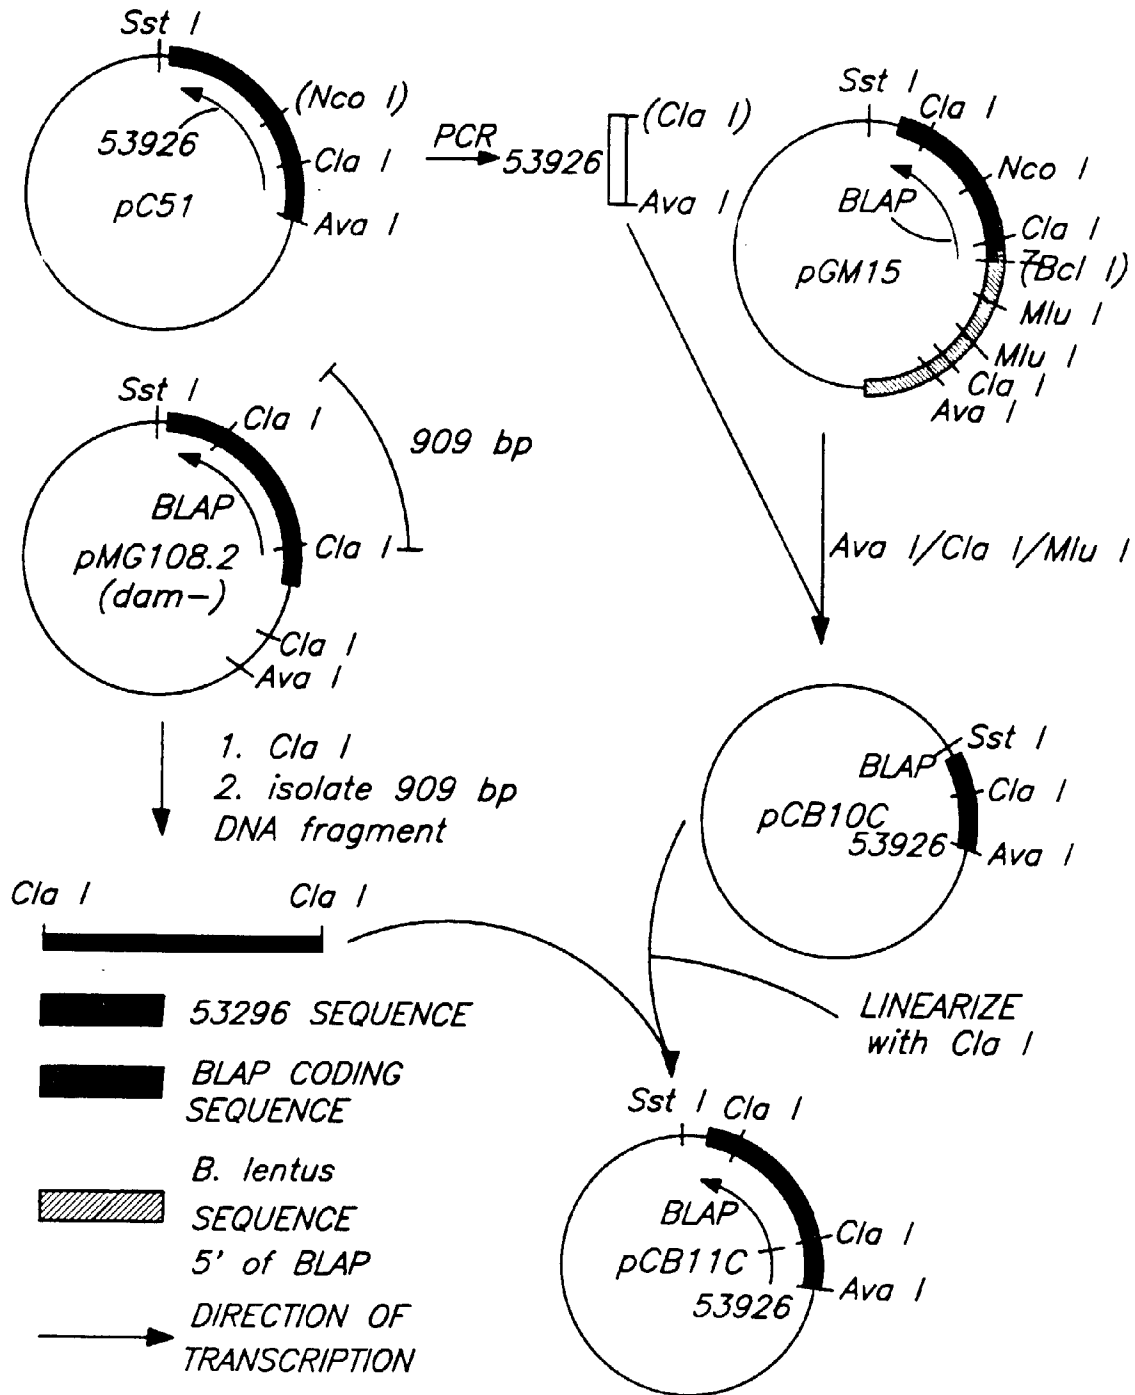 Sst I
(Nco I)
53926
Cla I
pC51
Ava I
PCR
53926
(Cla I)
Ava I
Sst I
Cla I
Nco I
BLAP
Cla I
pGM15
(Bcl I)
Mlu I
Mlu I
Cla I
Ava I
Sst I
Cla I
909 bp
BLAP
Cla I
pMG108.2
(dam-)
Cla I
Ava I
Ava I/Cla I/Mlu I
1. Cla I
2. isolate 909 bp
DNA fragment
Sst I
BLAP
Cla I
pCB10C
53926
Ava I
Cla I
Cla I
LINEARIZE
with Cla I
53296 SEQUENCE
BLAP CODING
SEQUENCE
B. lentus
SEQUENCE
5' of BLAP
DIRECTION OF
TRANSCRIPTION
Sst I
Cla I
BLAP
Cla I
pCB11C
Ava I
53926